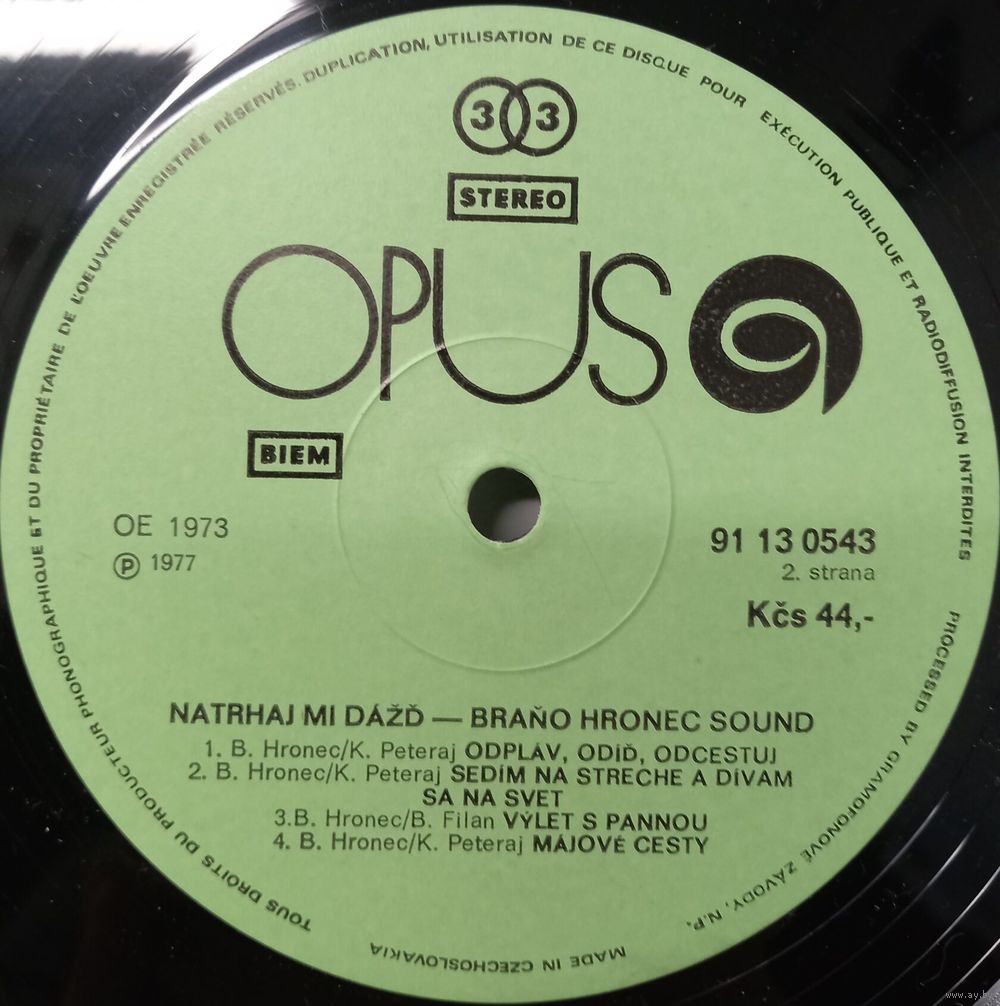 TOUS DROITS DU PRODUCTEUR PHONOGRAPHIQUE ET DU PROPRIÉTAIRE DE L'OEUVRE ENREGISTRÉE RÉSERVÉS. DUPLICATION, UTILISATION DE CE DISQUE POUR EXÉCUTION PUBLIQUE ET RADIODIFFUSION INTERDITES
33
STEREO
OPUS
BIEM
OE 1973
℗ 1977
91 13 0543
2. strana
Kčs 44,-
NATRHAJ MI DÁŽĎ — BRAŇO HRONEC SOUND
1. B. Hronec/K. Peteraj ODPLÁV, ODÍĎ, ODCESTUJ
2. B. Hronec/K. Peteraj SEDÍM NA STRECHE A DÍVAM
SA NA SVET
3.B. Hronec/B. Filan VÝLET S PANNOU
4. B. Hronec/K. Peteraj MÁJOVÉ CESTY
PROCESSED BY GRAMOFONOVÉ ZÁVODY, N.P.
MADE IN CZECHOSLOVAKIA